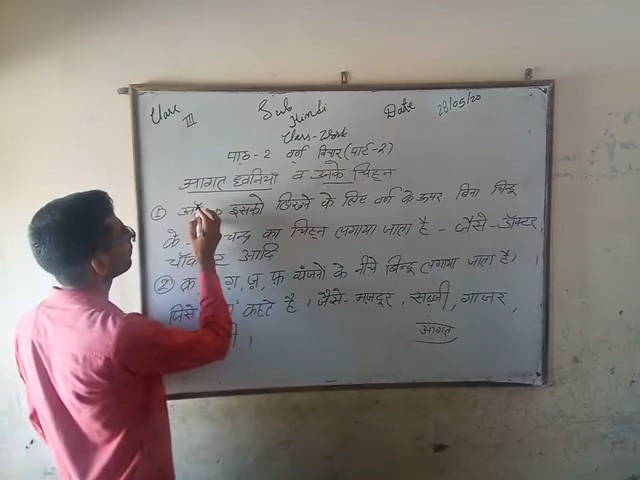 Class III Sub Hindi Date 28/05/20
Class-Work
पाठ-2 वर्ण विचार (पार्ट-2)
आगत ध्वनियाँ व उनके चिह्न
① ऑ इसको लिखने के लिए वर्ण के ऊपर बिना बिन्दु
के चन्द्र का चिह्न लगाया जाता है - जैसे-डॉक्टर,
आदि
② क़ ग़, ज़, फ़ व्यंजनों के नीचे बिन्दू लगाया जाता है।
जिसे कहते है। जैसे- मज़दूर, सब्ज़ी, गाजर,
आगत